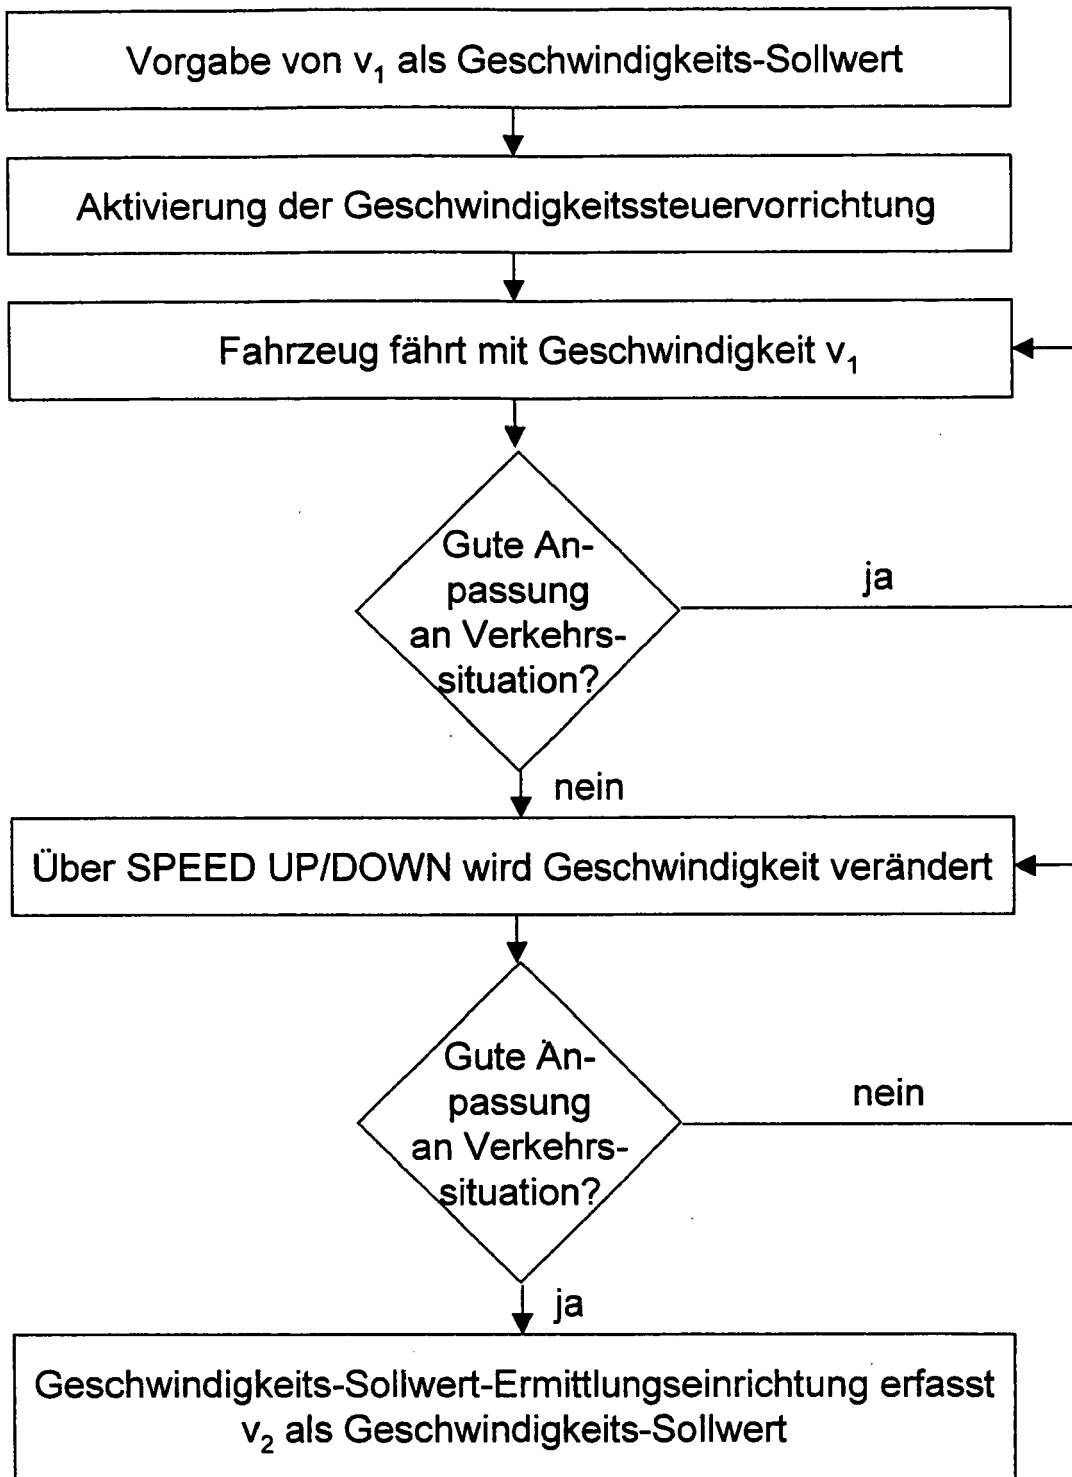 Vorgabe von v₁ als Geschwindigkeits-Sollwert
Aktivierung der Geschwindigkeitssteuervorrichtung
Fahrzeug fährt mit Geschwindigkeit v₁
Gute An-
passung
an Verkehrs-
situation?
ja
nein
Über SPEED UP/DOWN wird Geschwindigkeit verändert
Gute An-
passung
an Verkehrs-
situation?
nein
ja
Geschwindigkeits-Sollwert-Ermittlungseinrichtung erfasst
v₂ als Geschwindigkeits-Sollwert